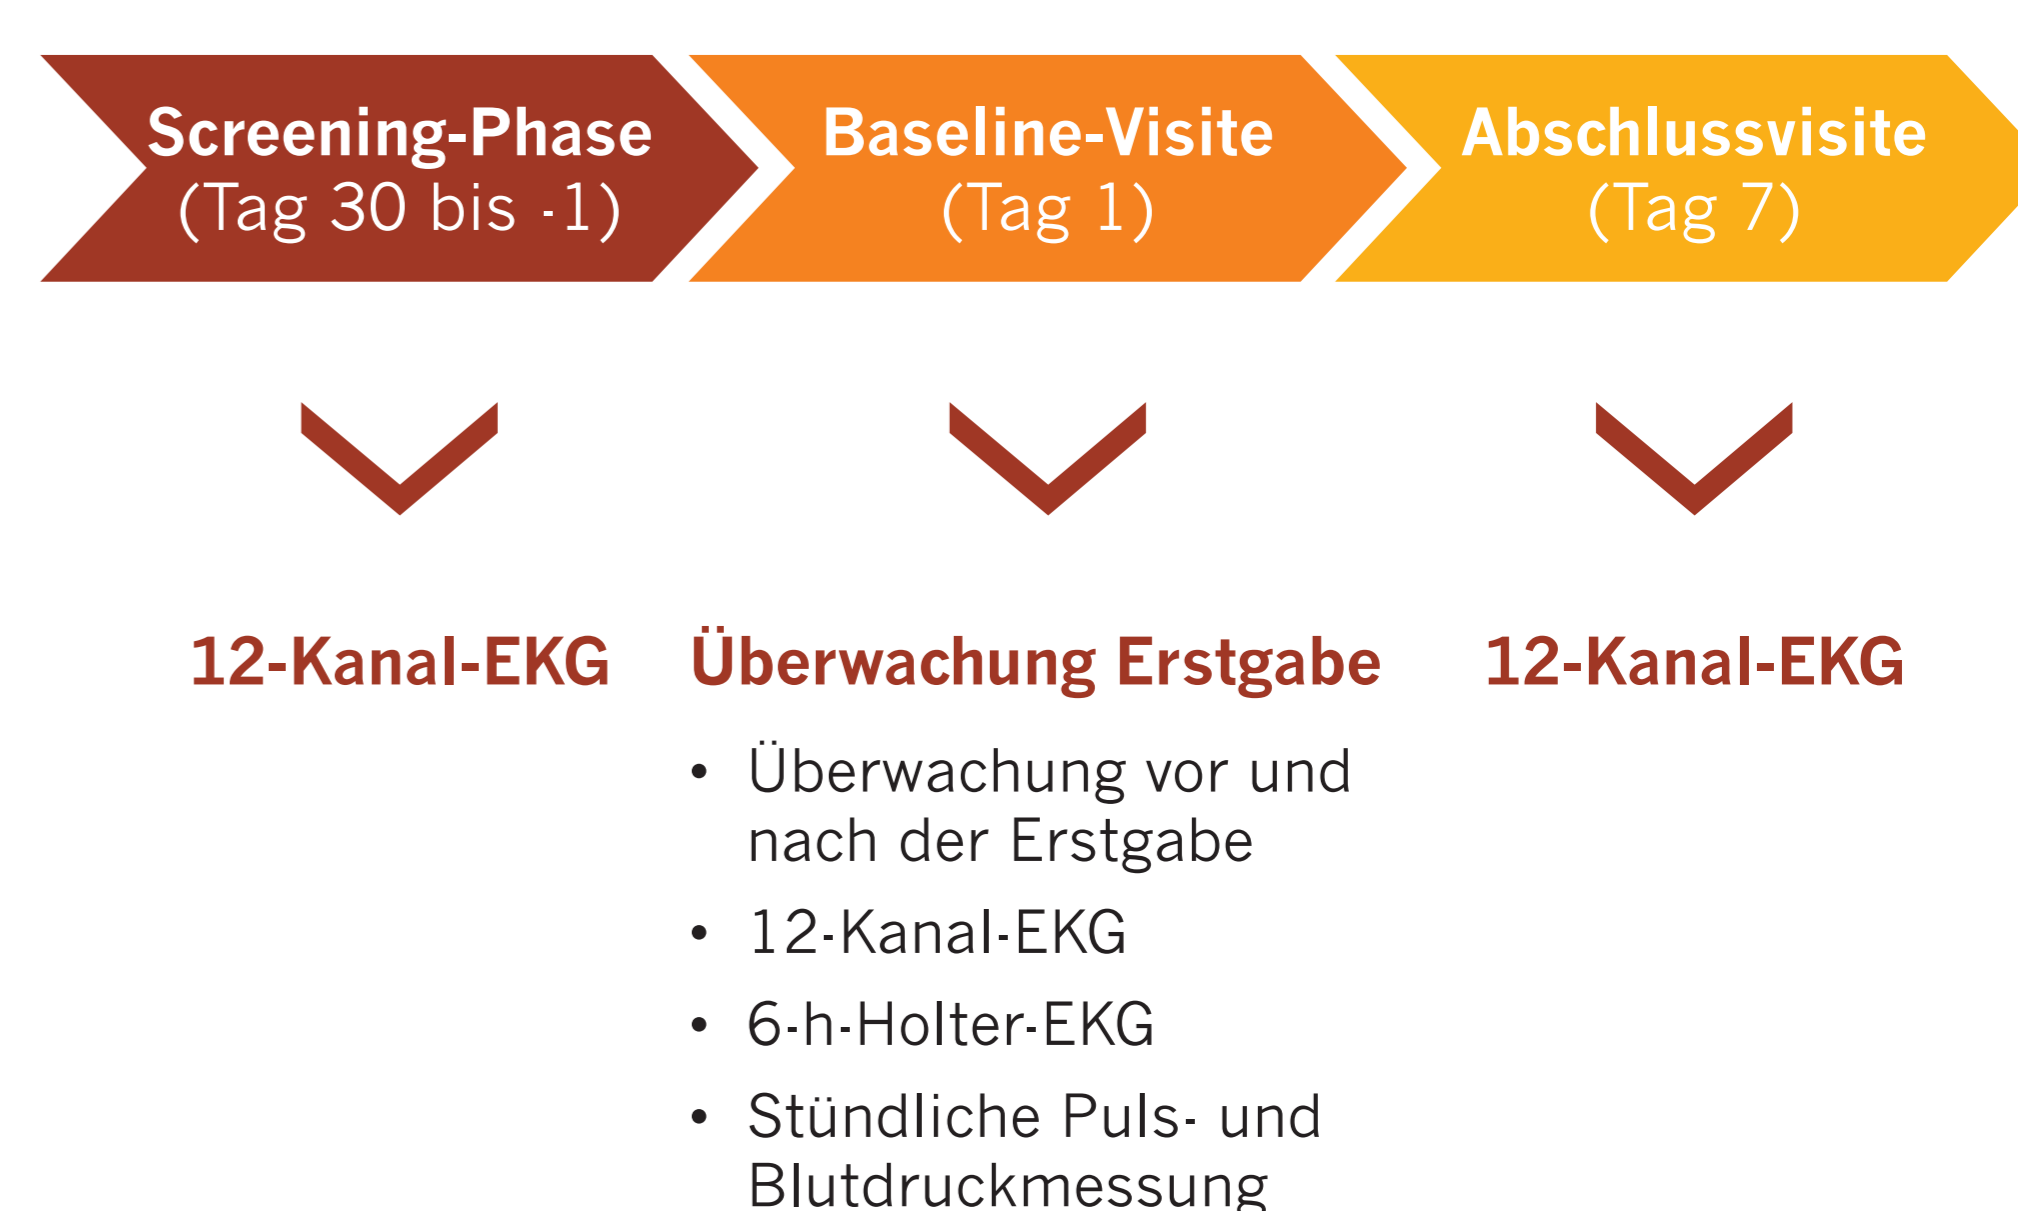 Screening-Phase
(Tag 30 bis -1)
Baseline-Visite
(Tag 1)
Abschlussvisite
(Tag 7)
12-Kanal-EKG
Überwachung Erstgabe
• Überwachung vor und
nach der Erstgabe
• 12-Kanal-EKG
• 6-h-Holter-EKG
• Stündliche Puls- und
Blutdruckmessung
12-Kanal-EKG